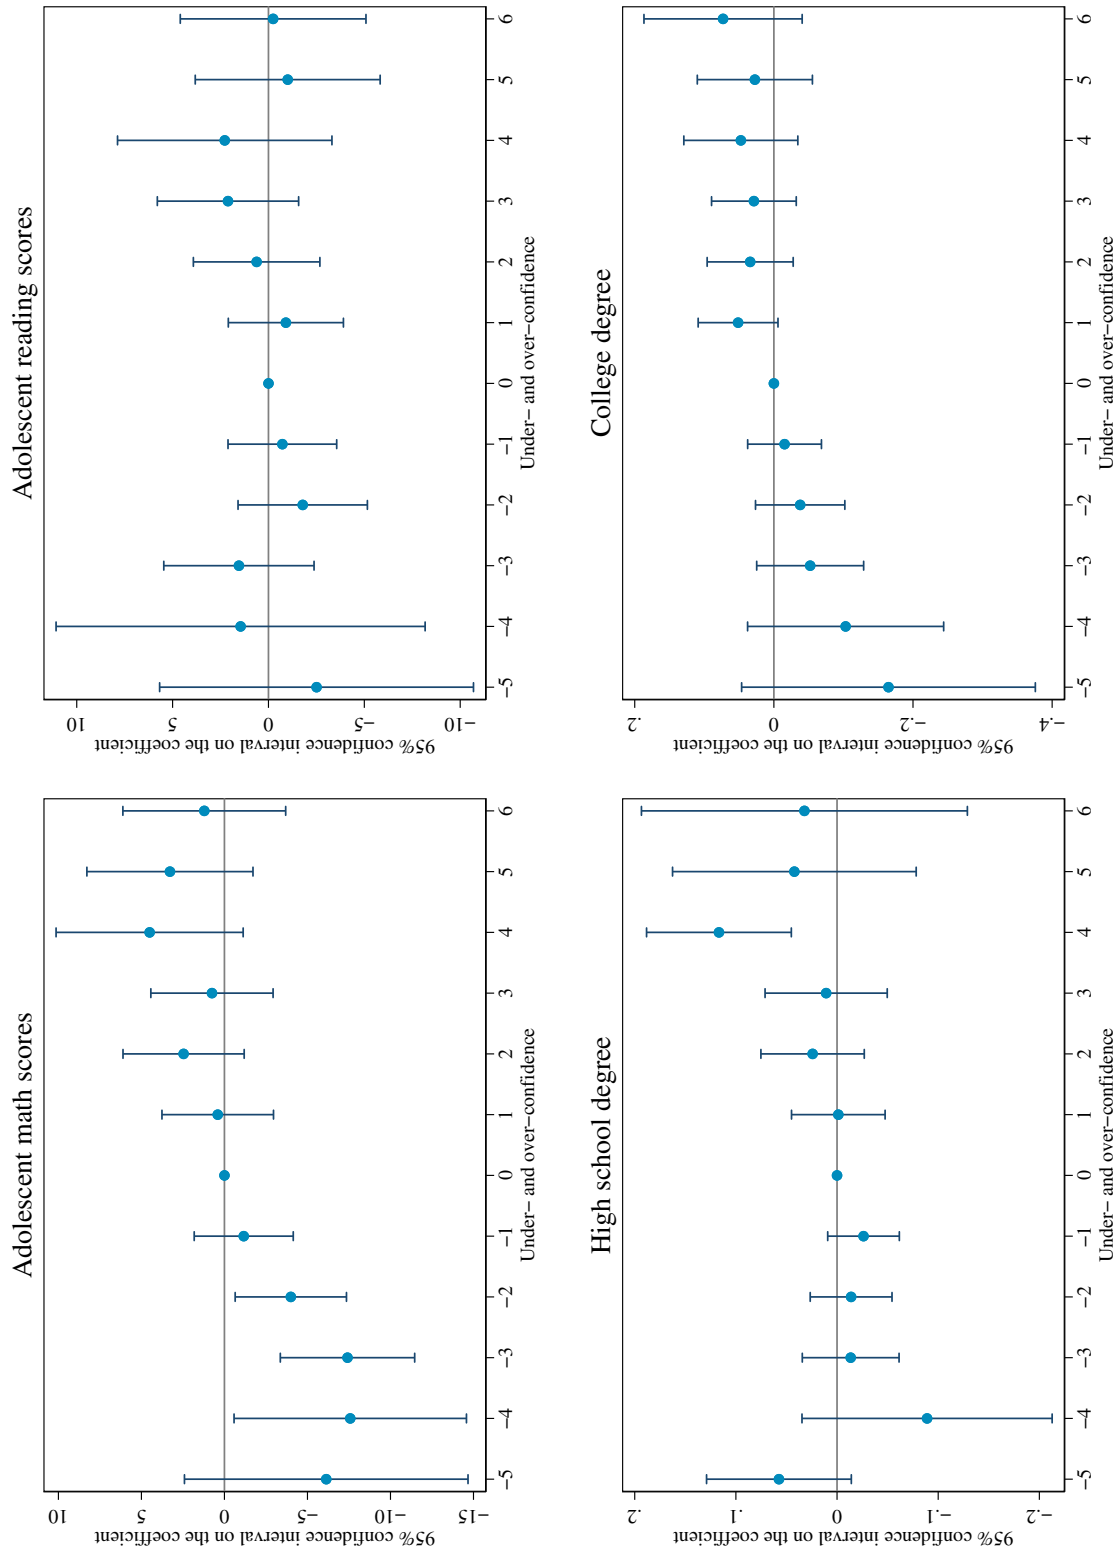 Adolescent math scores
95% confidence interval on the coefficient
10
5
0
−5
−10
−15
−5 −4 −3 −2 −1 0 1 2 3 4 5 6
Under− and over−confidence
Adolescent reading scores
95% confidence interval on the coefficient
10
5
0
−5
−10
−5 −4 −3 −2 −1 0 1 2 3 4 5 6
Under− and over−confidence
High school degree
95% confidence interval on the coefficient
.2
.1
0
−.1
−.2
−5 −4 −3 −2 −1 0 1 2 3 4 5 6
Under− and over−confidence
College degree
95% confidence interval on the coefficient
.2
0
−.2
−.4
−5 −4 −3 −2 −1 0 1 2 3 4 5 6
Under− and over−confidence